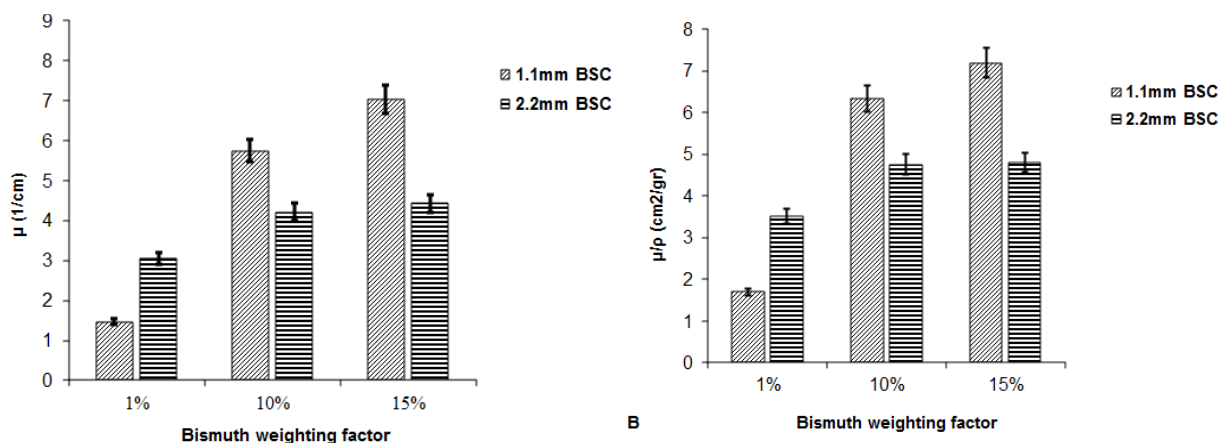 9
8
7
6
5
4
3
2
1
0
μ (1/cm)
1%
10%
15%
Bismuth weighting factor
1.1mm BSC
2.2mm BSC
8
7
6
5
4
3
2
1
0
μ/ρ (cm2/gr)
1%
10%
15%
B
Bismuth weighting factor
1.1mm BSC
2.2mm BSC